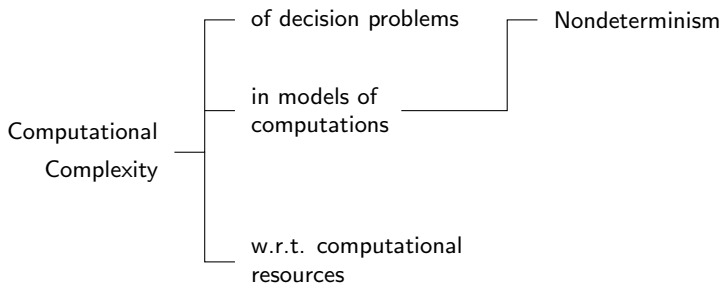 Computational
Complexity
of decision problems
in models of
computations
w.r.t. computational
resources
Nondeterminism